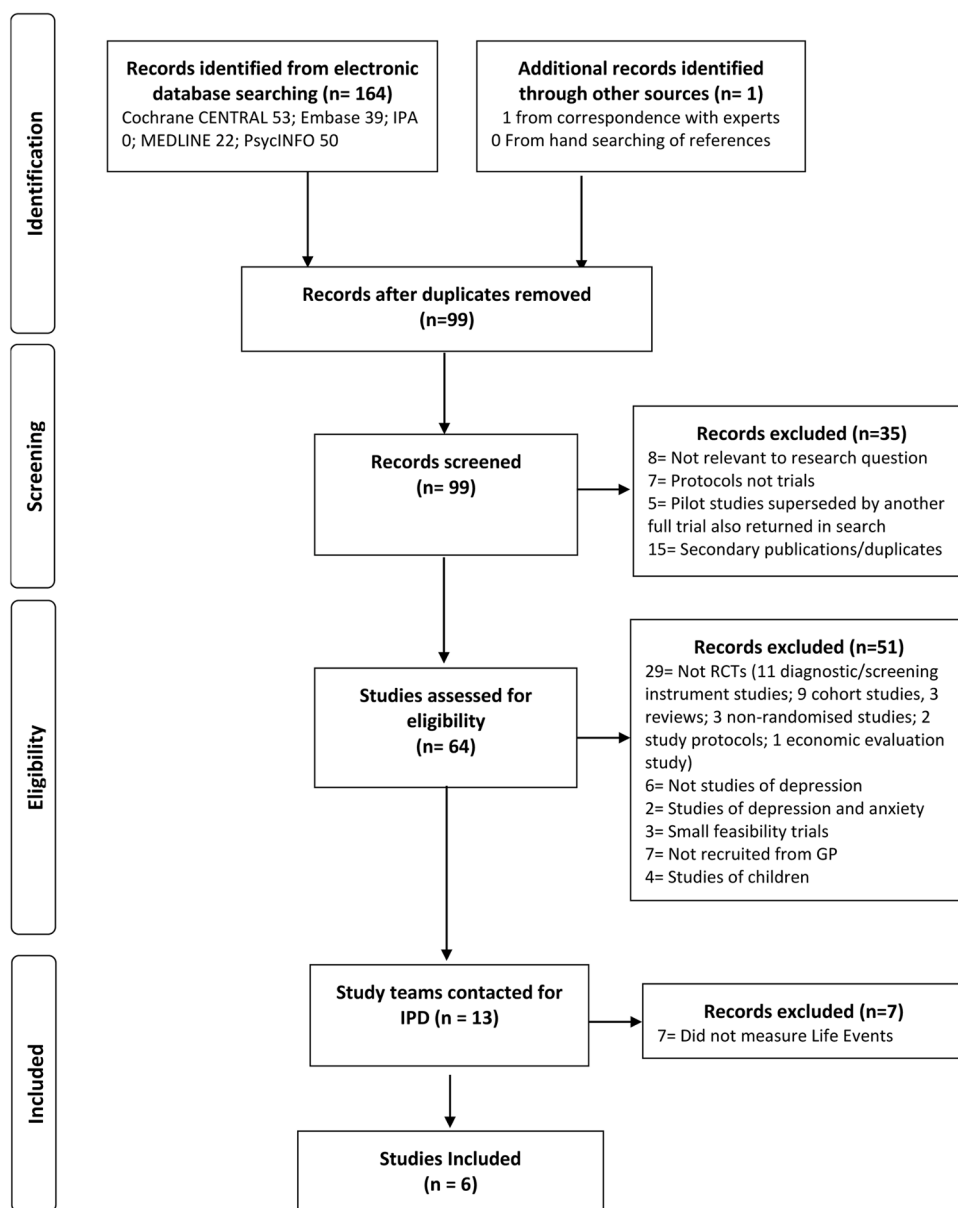 Identification
Records identified from electronic
database searching (n= 164)
Cochrane CENTRAL 53; Embase 39; IPA
0; MEDLINE 22; PsycINFO 50
Additional records identified
through other sources (n= 1)
1 from correspondence with experts
0 From hand searching of references
Records after duplicates removed
(n=99)
Screening
Records screened
(n= 99)
Records excluded (n=35)
8= Not relevant to research question
7= Protocols not trials
5= Pilot studies superseded by another
full trial also returned in search
15= Secondary publications/duplicates
Eligibility
Studies assessed for
eligibility
(n= 64)
Records excluded (n=51)
29= Not RCTs (11 diagnostic/screening
instrument studies; 9 cohort studies, 3
reviews; 3 non-randomised studies; 2
study protocols; 1 economic evaluation
study)
6= Not studies of depression
2= Studies of depression and anxiety
3= Small feasibility trials
7= Not recruited from GP
4= Studies of children
Included
Study teams contacted for
IPD (n = 13)
Records excluded (n=7)
7= Did not measure Life Events
Studies Included
(n = 6)